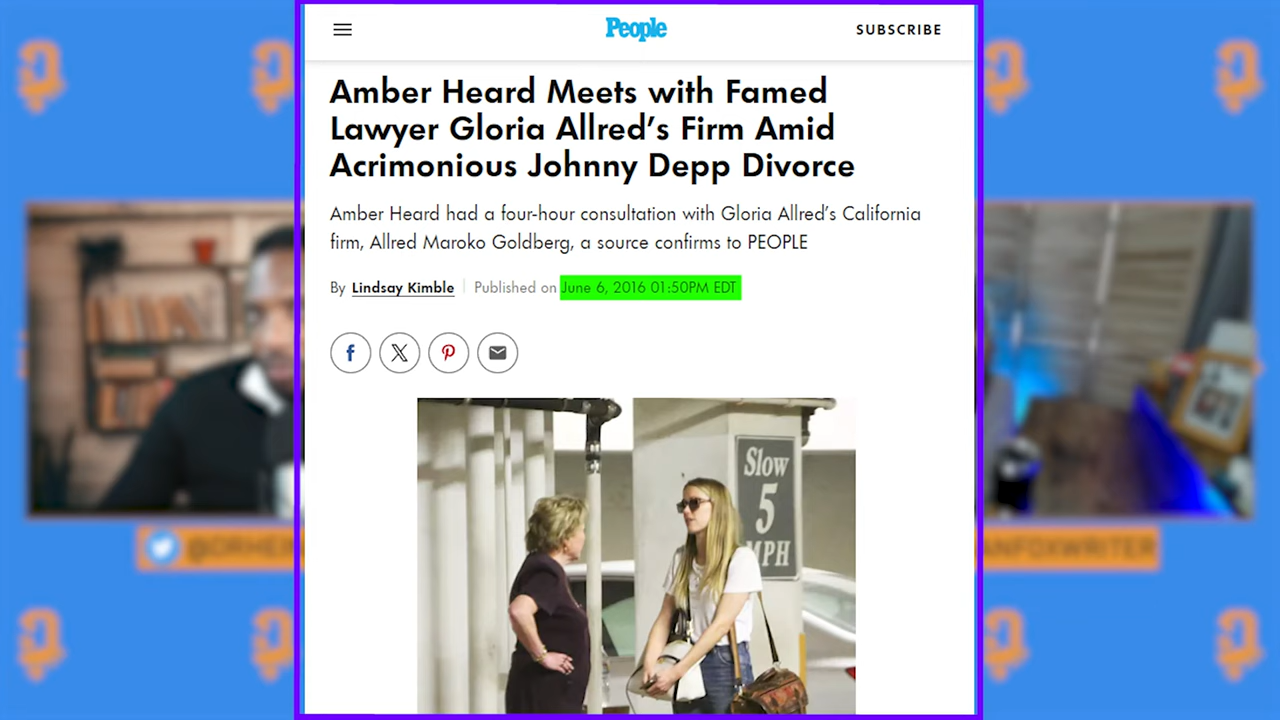 People
SUBSCRIBE
Amber Heard Meets with Famed
Lawyer Gloria Allred’s Firm Amid
Acrimonious Johnny Depp Divorce
Amber Heard had a four-hour consultation with Gloria Allred’s California
firm, Allred Maroko Goldberg, a source confirms to PEOPLE
By Lindsay Kimble Published on June 6, 2016 01:50PM EDT
Slow
5
MPH
@DRHEI
ANFOXWRITER